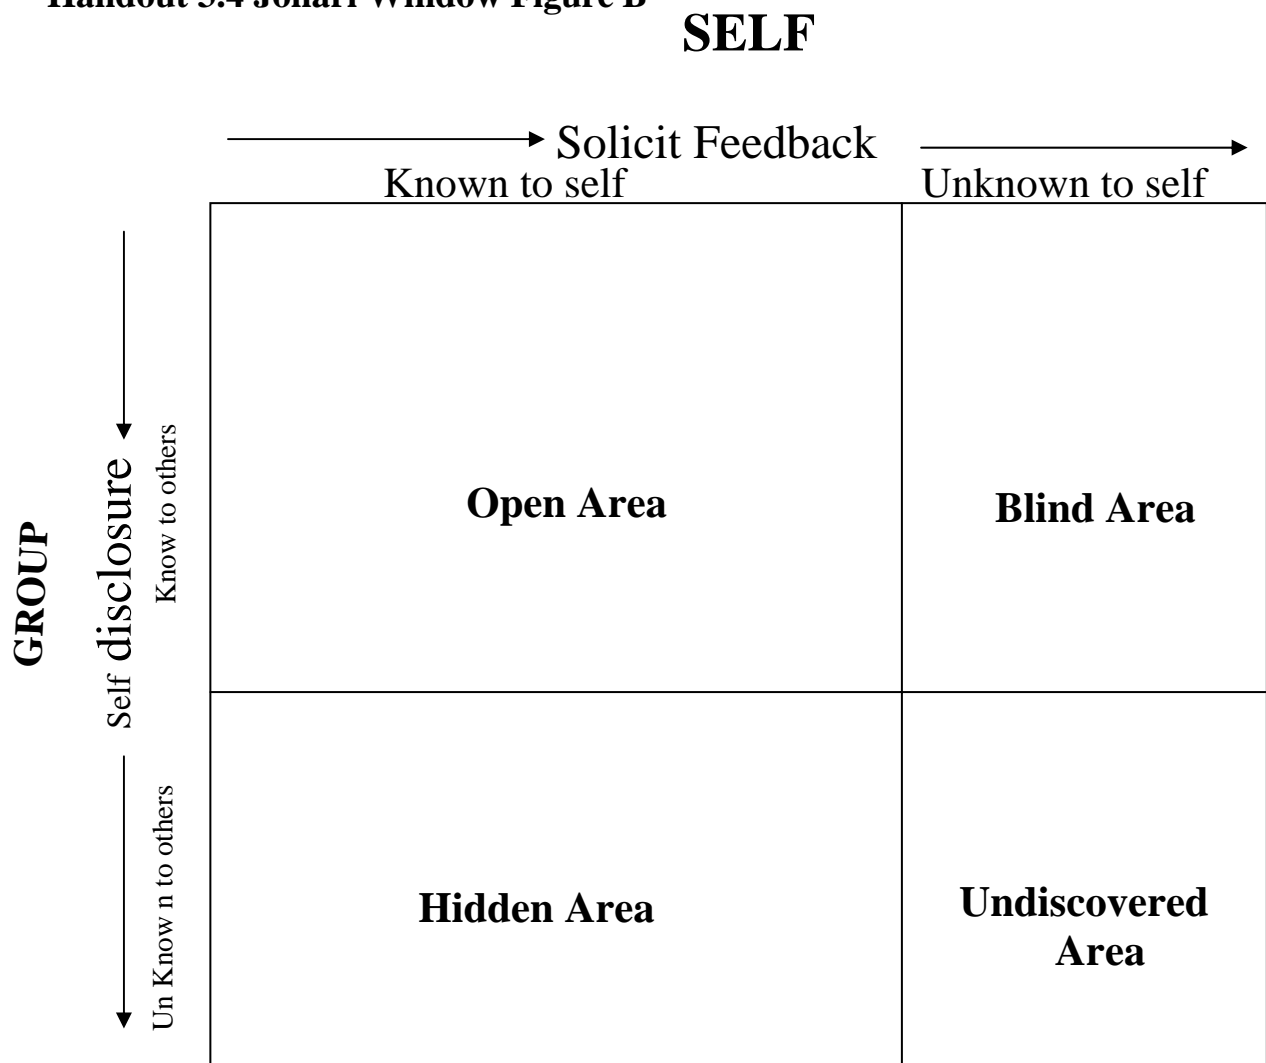 Handout 3.4 Johari Window Figure B
SELF
Solicit Feedback
Known to self
Unknown to self
GROUP
Self disclosure
Know to others
Un Know n to others
Open Area
Blind Area
Hidden Area
Undiscovered
Area